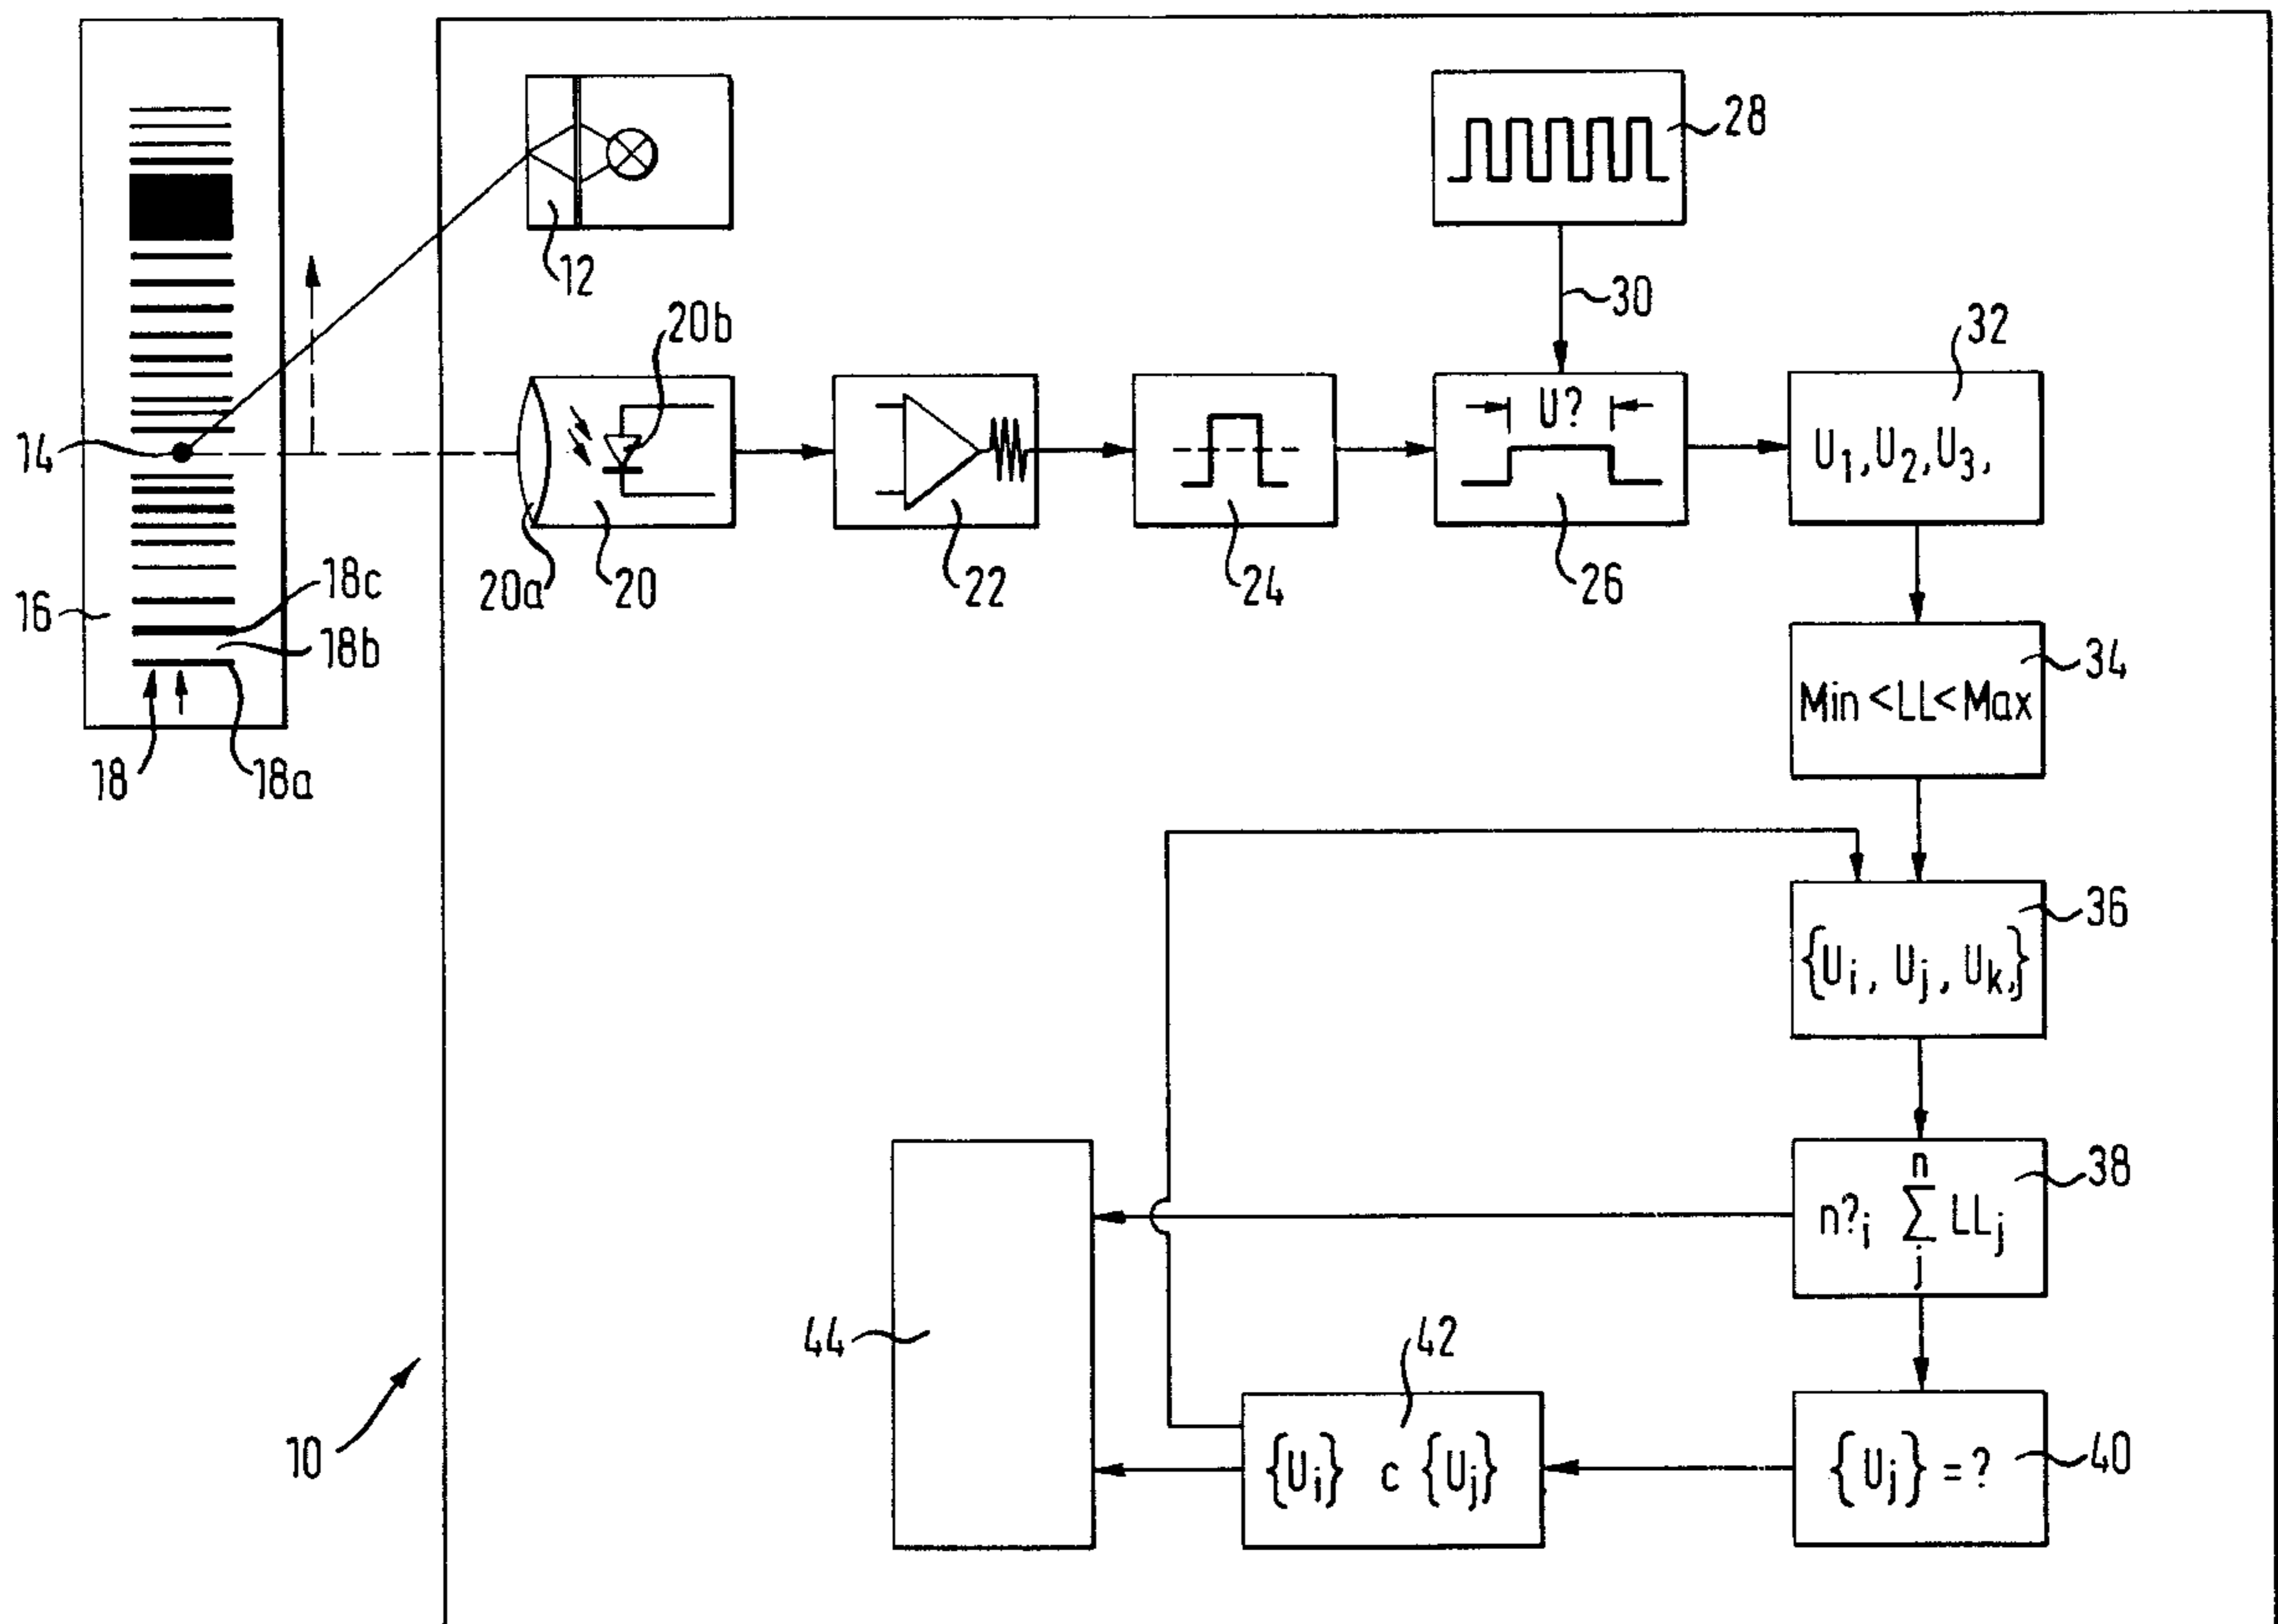 28
12
30
20b
32
U?
U1, U2, U3,
14
20a
20
22
24
26
18c
16
18b
34
Min < LL < Max
18
18a
36
{Ui, Uj, Uk,}
38
n?i n∑j LLj
44
42
10
{Ui} c {Uj}
40
{Uj} = ?